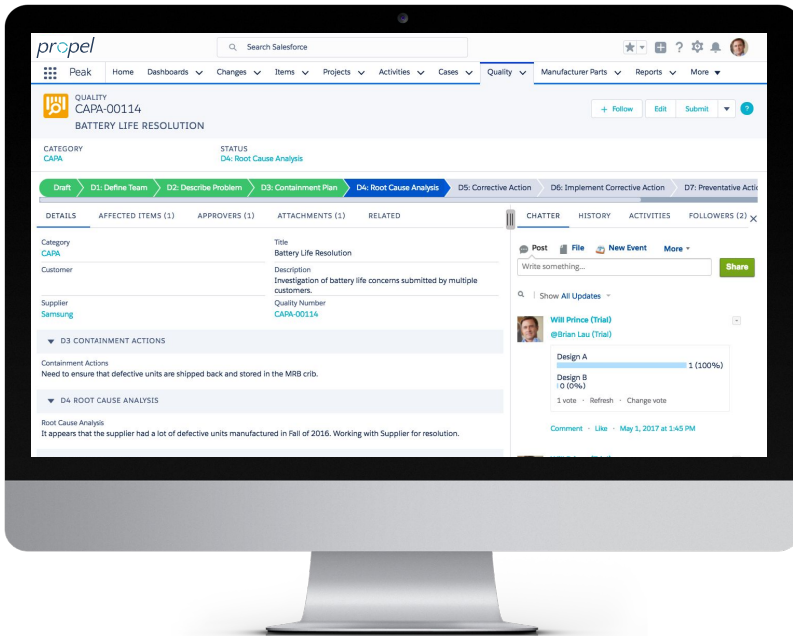 propel
Search Salesforce
Peak Home Dashboards Changes Items Projects Activities Cases Quality Manufacturer Parts Reports More
QUALITY
CAPA-00114
BATTERY LIFE RESOLUTION
+ Follow Edit Submit ?
CATEGORY STATUS
CAPA D4: Root Cause Analysis
Draft D1: Define Team D2: Describe Problem D3: Containment Plan D4: Root Cause Analysis D5: Corrective Action D6: Implement Corrective Action D7: Preventative Actio
DETAILS AFFECTED ITEMS (1) APPROVERS (1) ATTACHMENTS (1) RELATED
Category Title
CAPA Battery Life Resolution
Customer Description
Investigation of battery life concerns submitted by multiple
customers.
Supplier Quality Number
Samsung CAPA-00114
D3 CONTAINMENT ACTIONS
Containment Actions
Need to ensure that defective units are shipped back and stored in the MRB crib.
D4 ROOT CAUSE ANALYSIS
Root Cause Analysis
It appears that the supplier had a lot of defective units manufactured in Fall of 2016. Working with Supplier for resolution.
CHATTER HISTORY ACTIVITIES FOLLOWERS (2)
Post File New Event More
Write something... Share
Show All Updates
Will Prince (Trial)
@Brian Lau (Trial)
Design A
1 (100%)
Design B
0 (0%)
1 vote · Refresh · Change vote
Comment · Like · May 1, 2017 at 1:45 PM